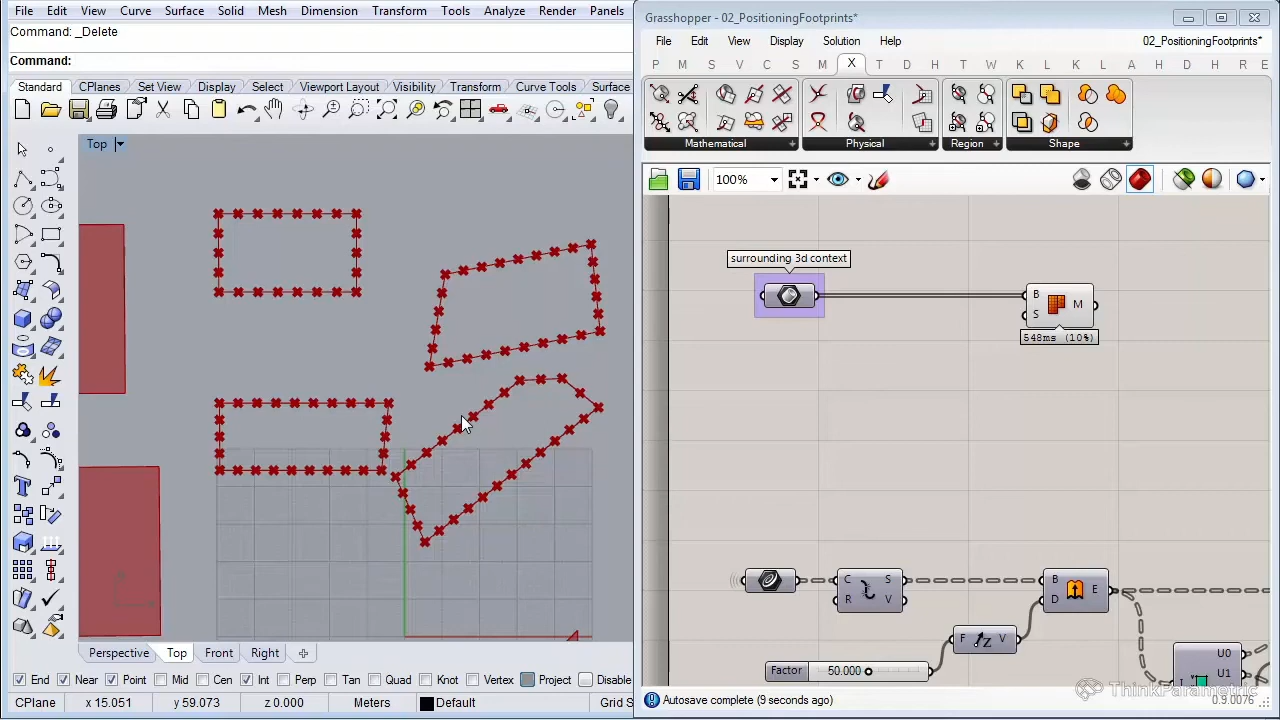 File Edit View Curve Surface Solid Mesh Dimension Transform Tools Analyze Render Panels
Command: _Delete
Command:
Standard CPlanes Set View Display Select Viewport Layout Visibility Transform Curve Tools Surface
Top
Perspective Top Front Right
End Near Point Mid Cen Int Perp Tan Quad Knot Vertex Project Disable
CPlane x 15.051 y 59.073 z 0.000 Meters Default Grid S
Grasshopper - 02_PositioningFootprints*
File Edit View Display Solution Help 02_PositioningFootprints*
P M S V C S M X T D H T W K L L A H D H R E
Mathematical Physical Region Shape
100%
surrounding 3d context
B
S
M
548ms (10%)
C
R
S
V
B
D
E
F
V
Factor 50.000
U0
U1
ThinkParametric
Autosave complete (9 seconds ago) 0.9.0076